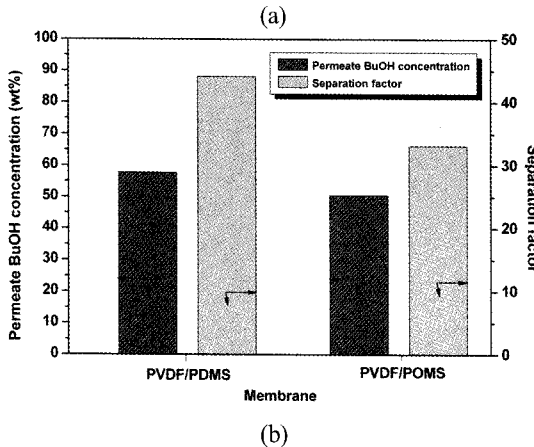 (a)
100
90
80
70
60
50
40
30
20
10
0
Permeate BuOH concentration (wt%)
Permeate BuOH concentration
Separation factor
50
40
30
20
10
0
Separation factor
PVDF/PDMS
PVDF/POMS
Membrane
(b)